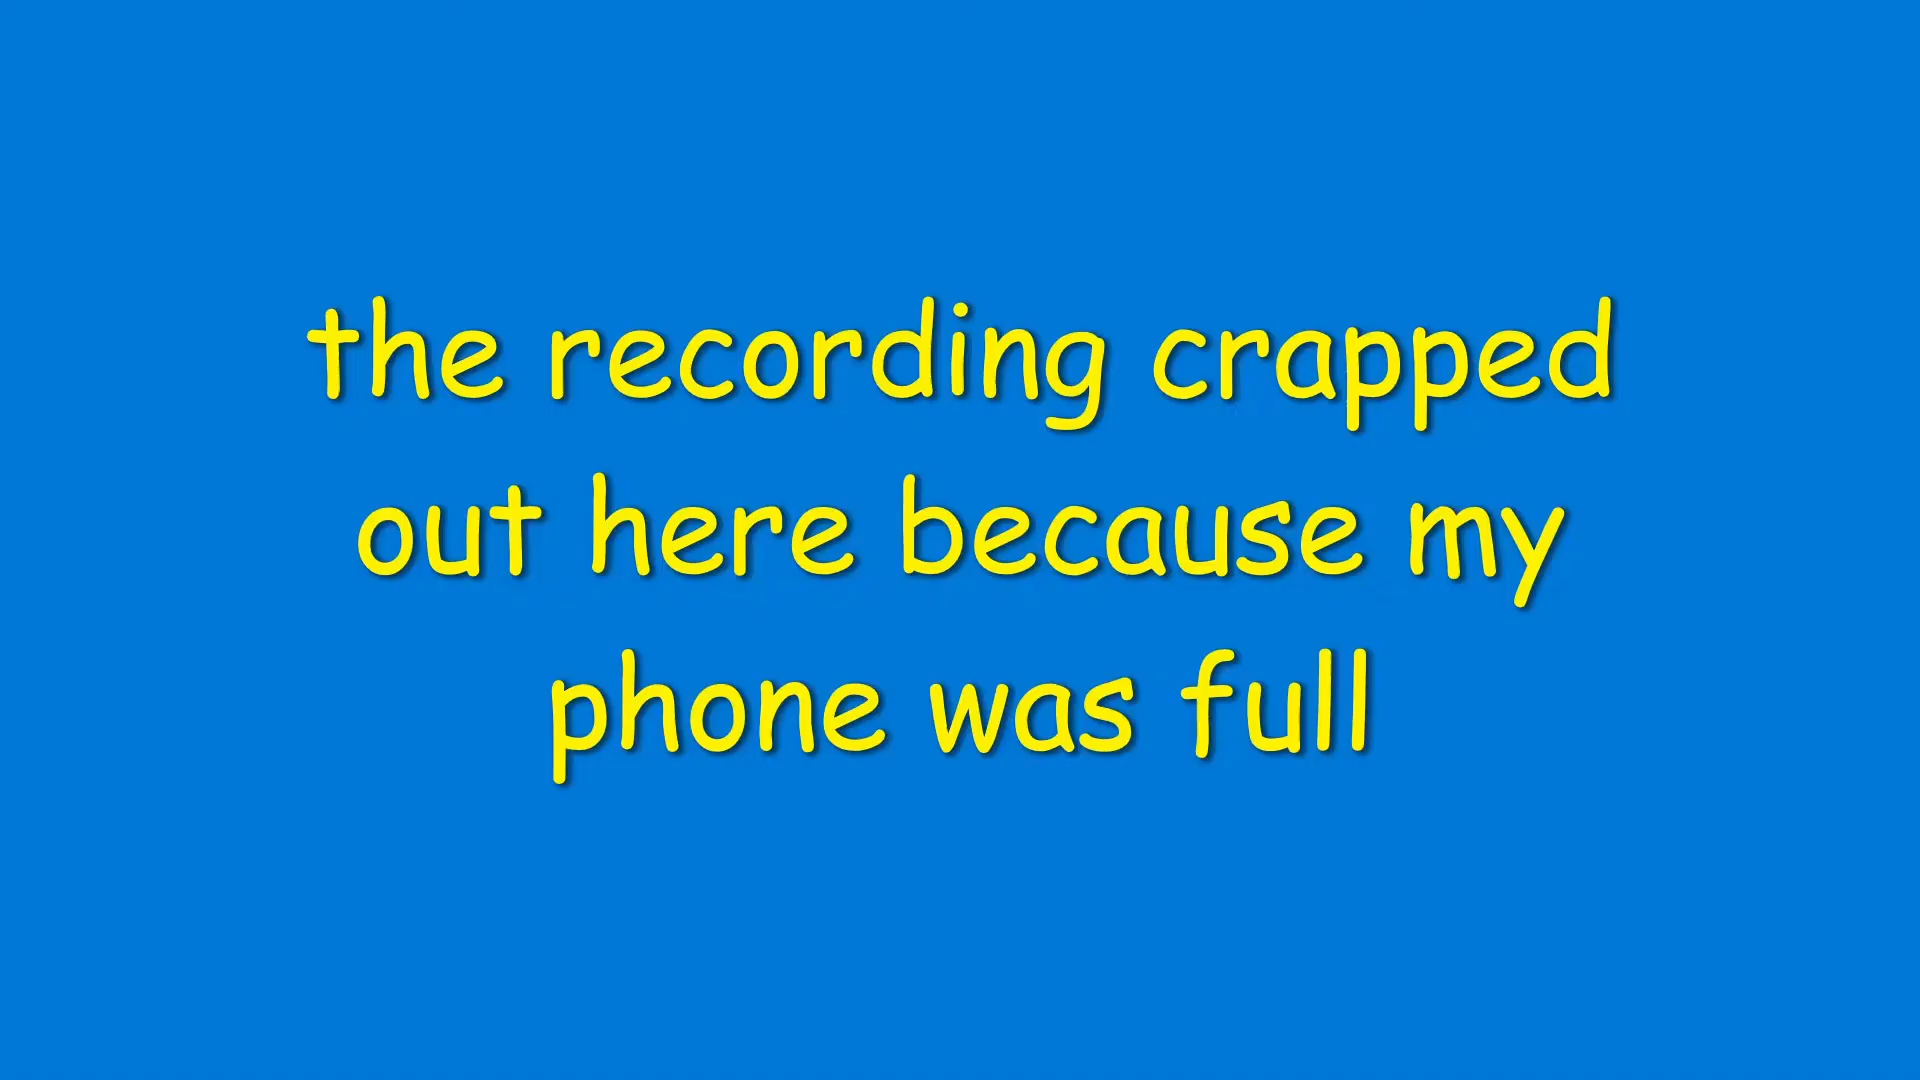 the recording crapped
out here because my
phone was full